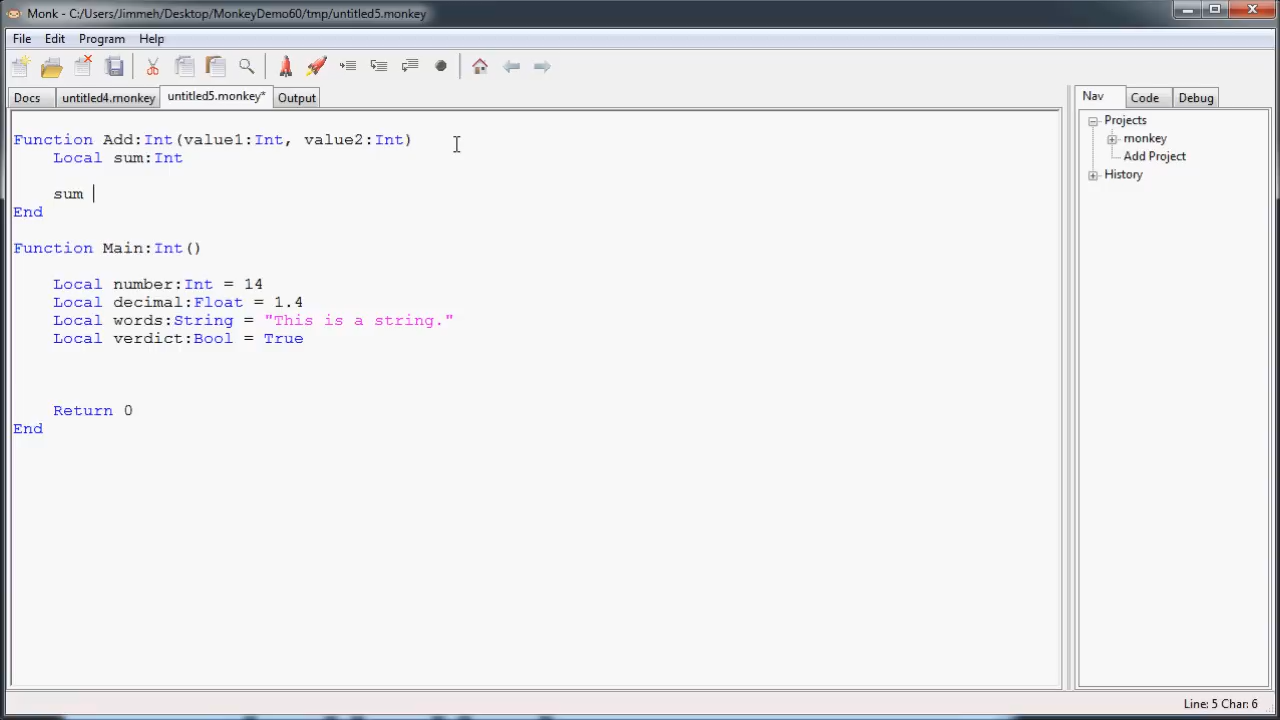 Monk - C:/Users/Jimmeh/Desktop/MonkeyDemo60/tmp/untitled5.monkey
File Edit Program Help
Docs untitled4.monkey untitled5.monkey* Output
Nav Code Debug
Function Add:Int(value1:Int, value2:Int)
Local sum:Int
sum
End
Function Main:Int()
Local number:Int = 14
Local decimal:Float = 1.4
Local words:String = "This is a string."
Local verdict:Bool = True
Return 0
End
Projects
monkey
Add Project
History
Line: 5 Char: 6